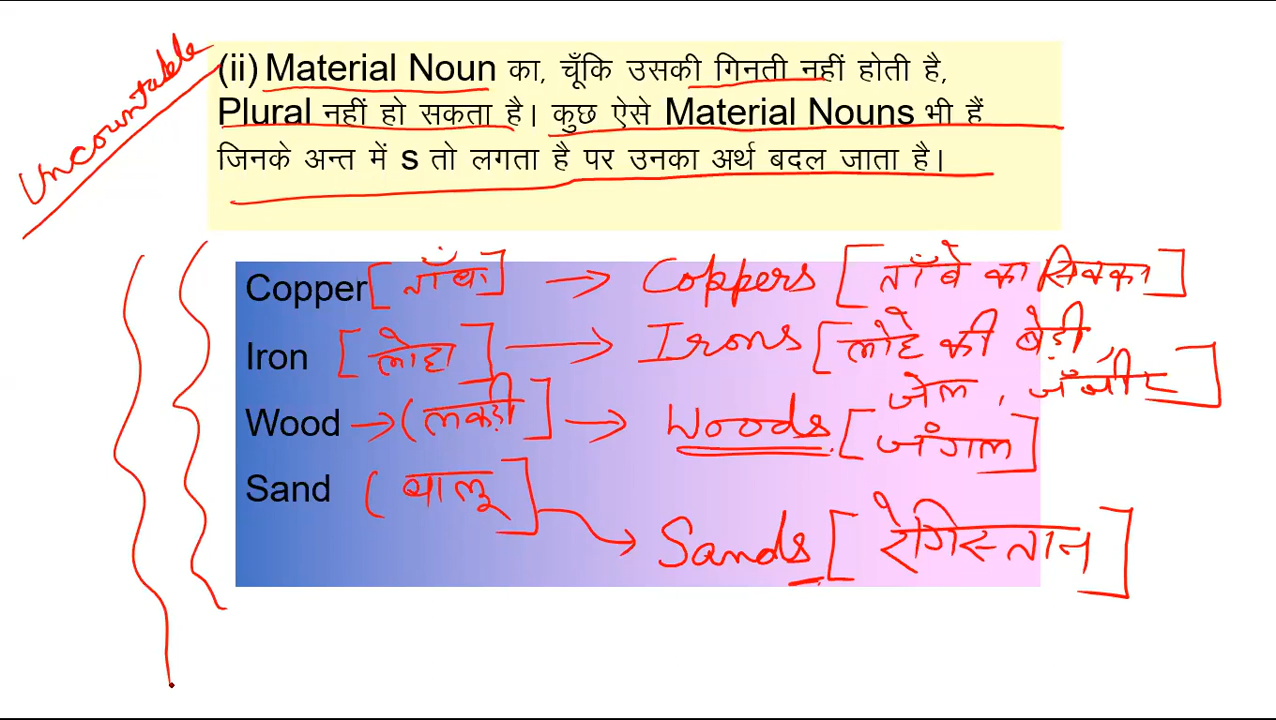 Uncountable
(ii) Material Noun का, चूँकि उसकी गिनती नहीं होती है,
Plural नहीं हो सकता है। कुछ ऐसे Material Nouns भी हैं
जिनके अन्त में s तो लगता है पर उनका अर्थ बदल जाता है।
Copper [ताँबा] → Coppers [ताँबे का सिक्का]
Iron [लोहा] → Irons [लोहे की बेड़ी,
जेल, जँजीर]
Wood → (लकड़ी] → Woods [जंगल]
Sand (बालू] → Sands [रेगिस्तान]